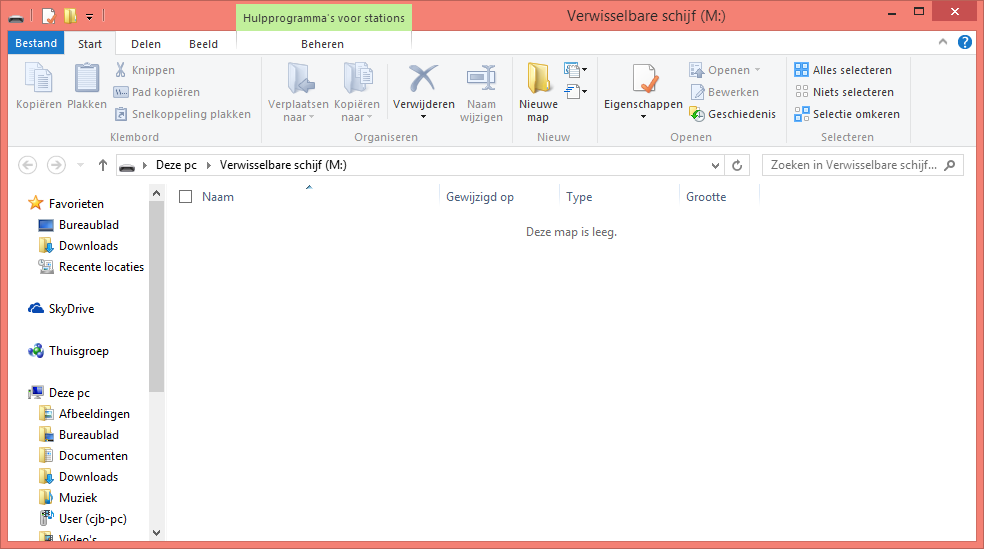 Hulpprogramma's voor stations
Verwisselbare schijf (M:)
Bestand
Start
Delen
Beeld
Beheren
Kopiëren
Plakken
Knippen
Pad kopiëren
Snelkoppeling plakken
Klembord
Verplaatsen naar
Kopiëren naar
Verwijderen
Naam wijzigen
Organiseren
Nieuwe map
Nieuw
Eigenschappen
Openen
Bewerken
Geschiedenis
Openen
Alles selecteren
Niets selecteren
Selectie omkeren
Selecteren
Deze pc
Verwisselbare schijf (M:)
Zoeken in Verwisselbare schijf...
Naam
Gewijzigd op
Type
Grootte
Deze map is leeg.
Favorieten
Bureaublad
Downloads
Recente locaties
SkyDrive
Thuisgroep
Deze pc
Afbeeldingen
Bureaublad
Documenten
Downloads
Muziek
User (cjb-pc)
Video's